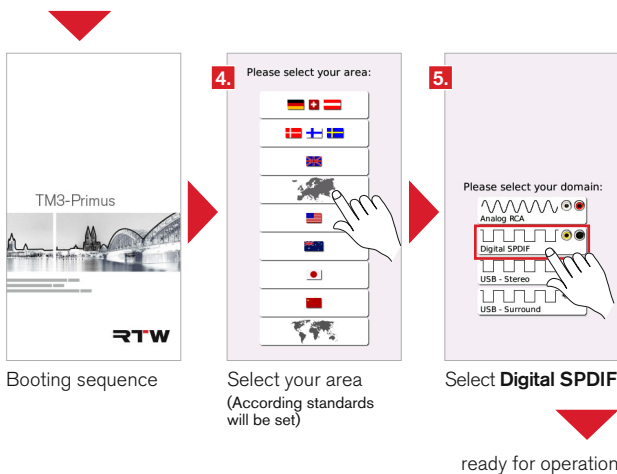 TM3-Primus
RTW
Booting sequence
4.
Please select your area:
Select your area
(According standards
will be set)
5.
Please select your domain:
Analog RCA
Digital SPDIF
USB - Stereo
USB - Surround
Select Digital SPDIF
ready for operation